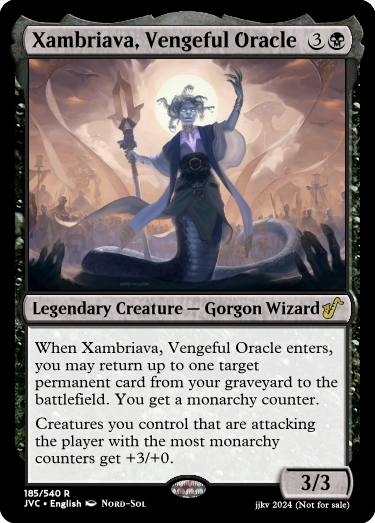 Xambriava, Vengeful Oracle 3
Legendary Creature — Gorgon Wizard
When Xambriava, Vengeful Oracle enters,
you may return up to one target
permanent card from your graveyard to the
battlefield. You get a monarchy counter.
Creatures you control that are attacking
the player with the most monarchy
counters get +3/+0.
3/3
185/540 R
JVC • English Nord-Sol
jjkv 2024 (Not for sale)